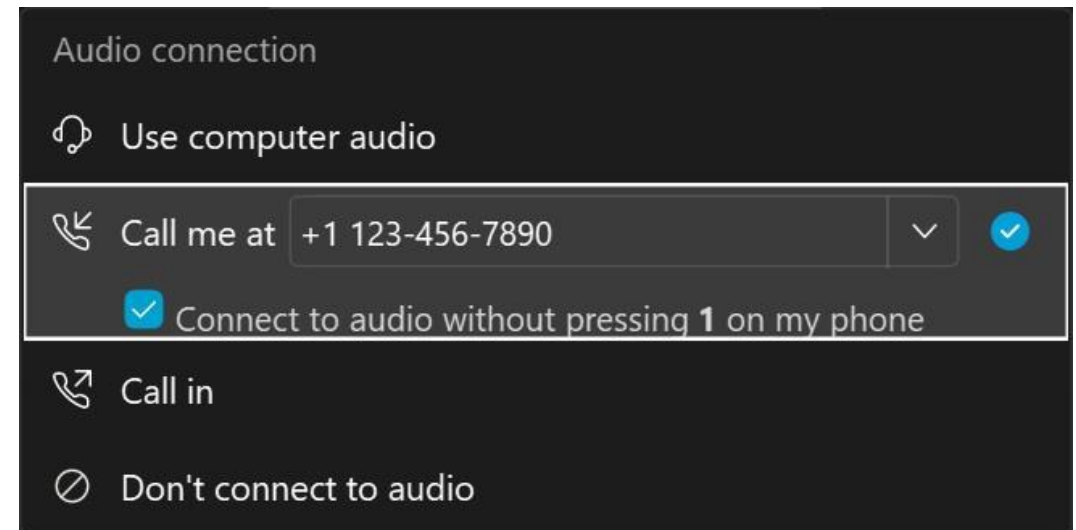 Audio connection
Use computer audio
Call me at +1 123-456-7890
Connect to audio without pressing 1 on my phone
Call in
Don't connect to audio